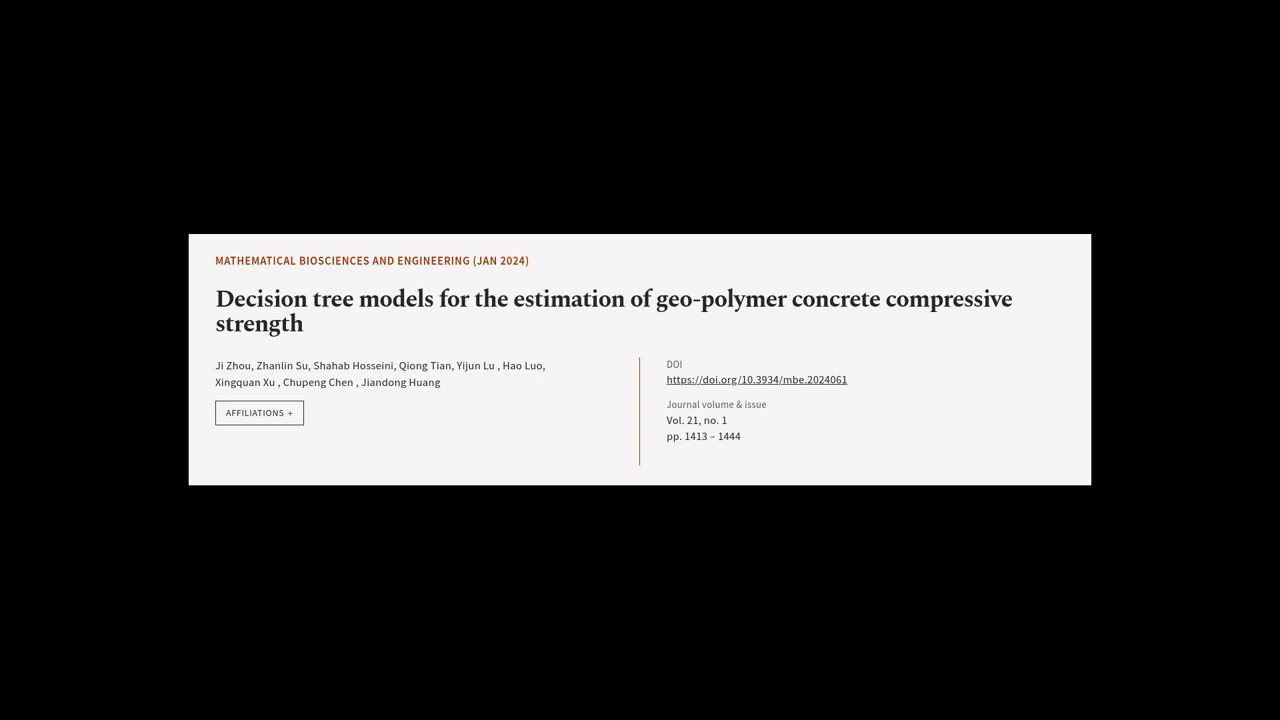 MATHEMATICAL BIOSCIENCES AND ENGINEERING (JAN 2024)
Decision tree models for the estimation of geo-polymer concrete compressive
strength
Ji Zhou, Zhanlin Su, Shahab Hosseini, Qiong Tian, Yijun Lu , Hao Luo,
Xingquan Xu , Chupeng Chen , Jiandong Huang
AFFILIATIONS +
DOI
https://doi.org/10.3934/mbe.2024061
Journal volume & issue
Vol. 21, no. 1
pp. 1413 – 1444